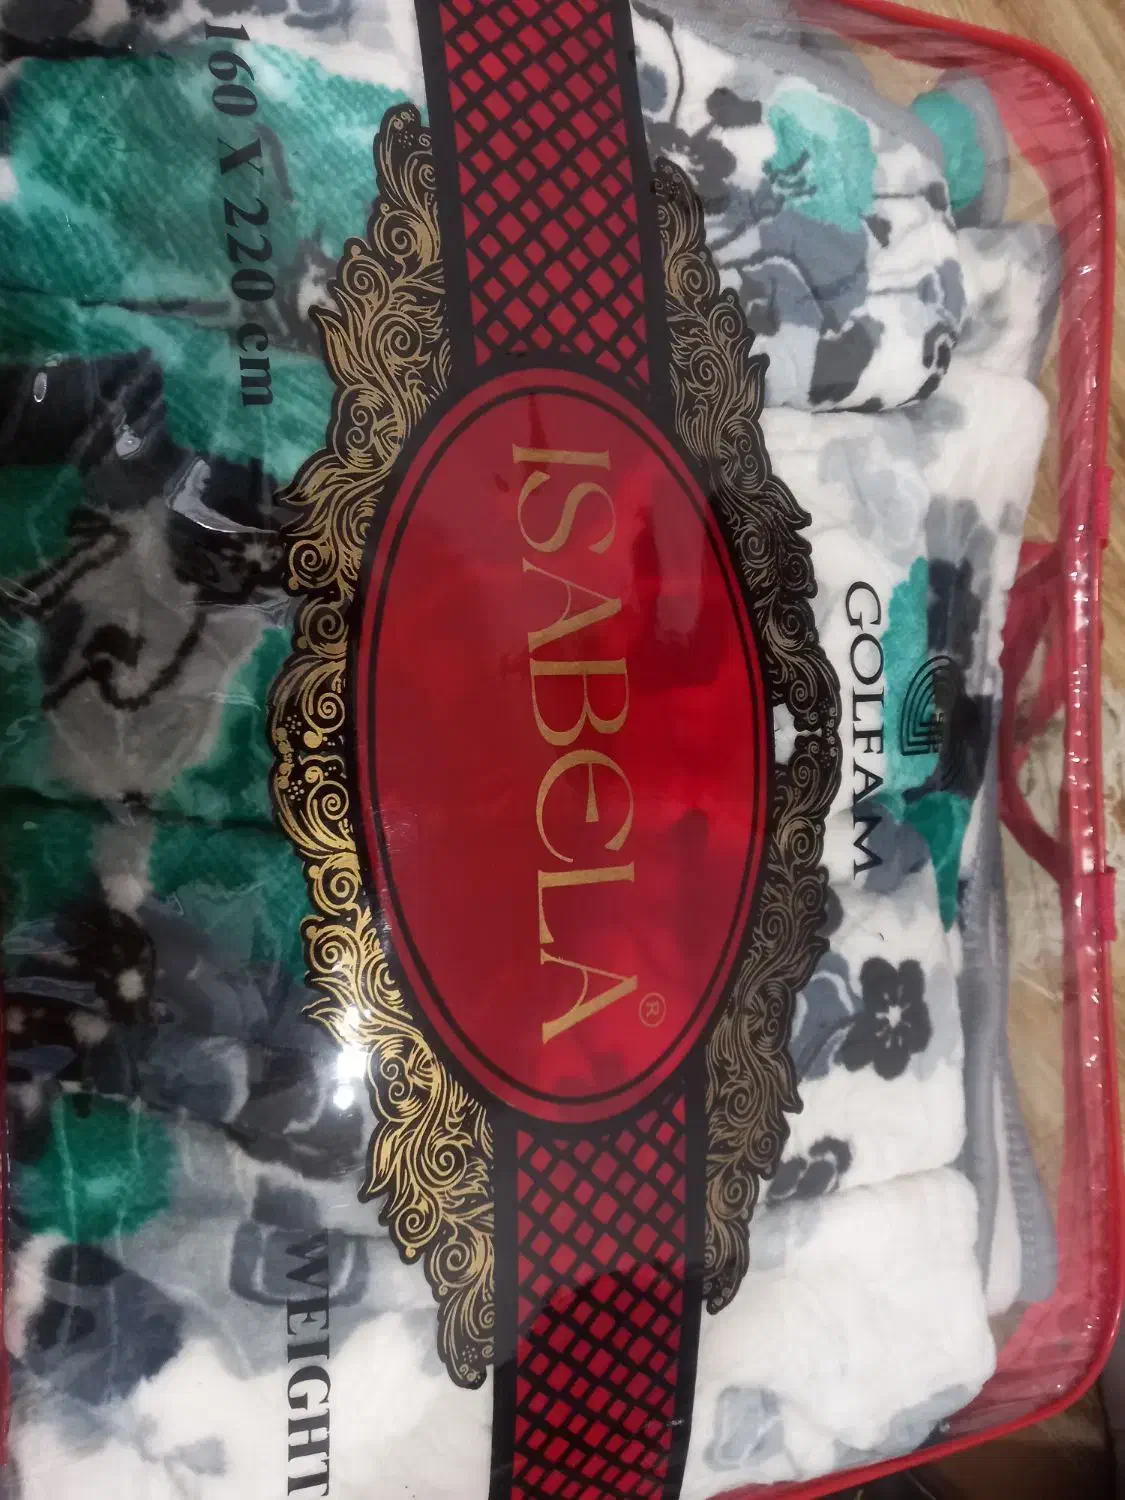 GOLFAM
ISABELA®
160 X 220 cm
WEIGHT